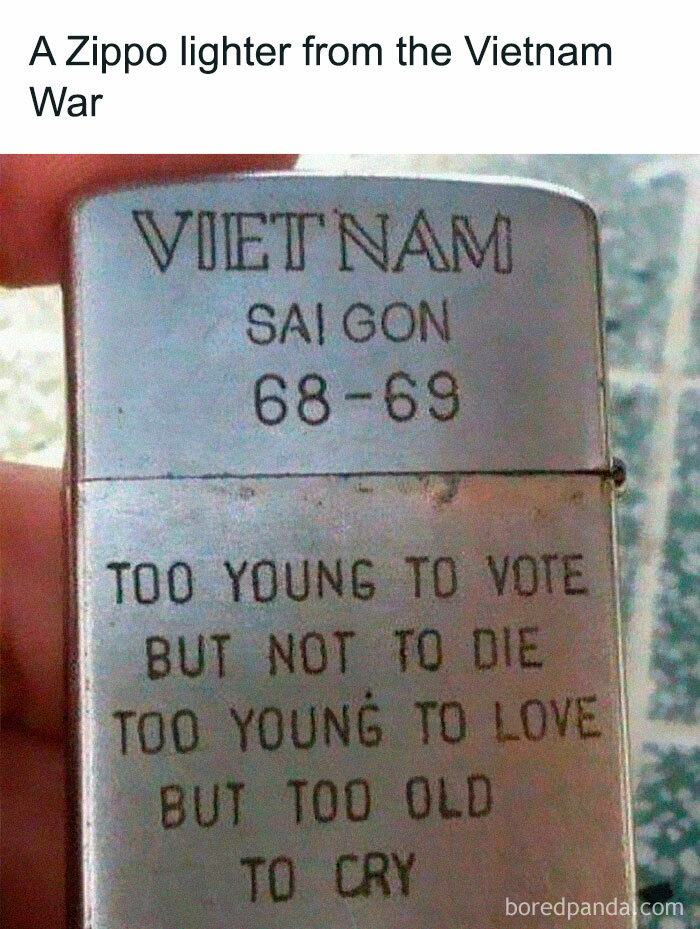 A Zippo lighter from the Vietnam
War
VIETNAM
SAI GON
68-69
TOO YOUNG TO VOTE
BUT NOT TO DIE
TOO YOUNG TO LOVE
BUT TOO OLD
TO CRY
boredpanda.com